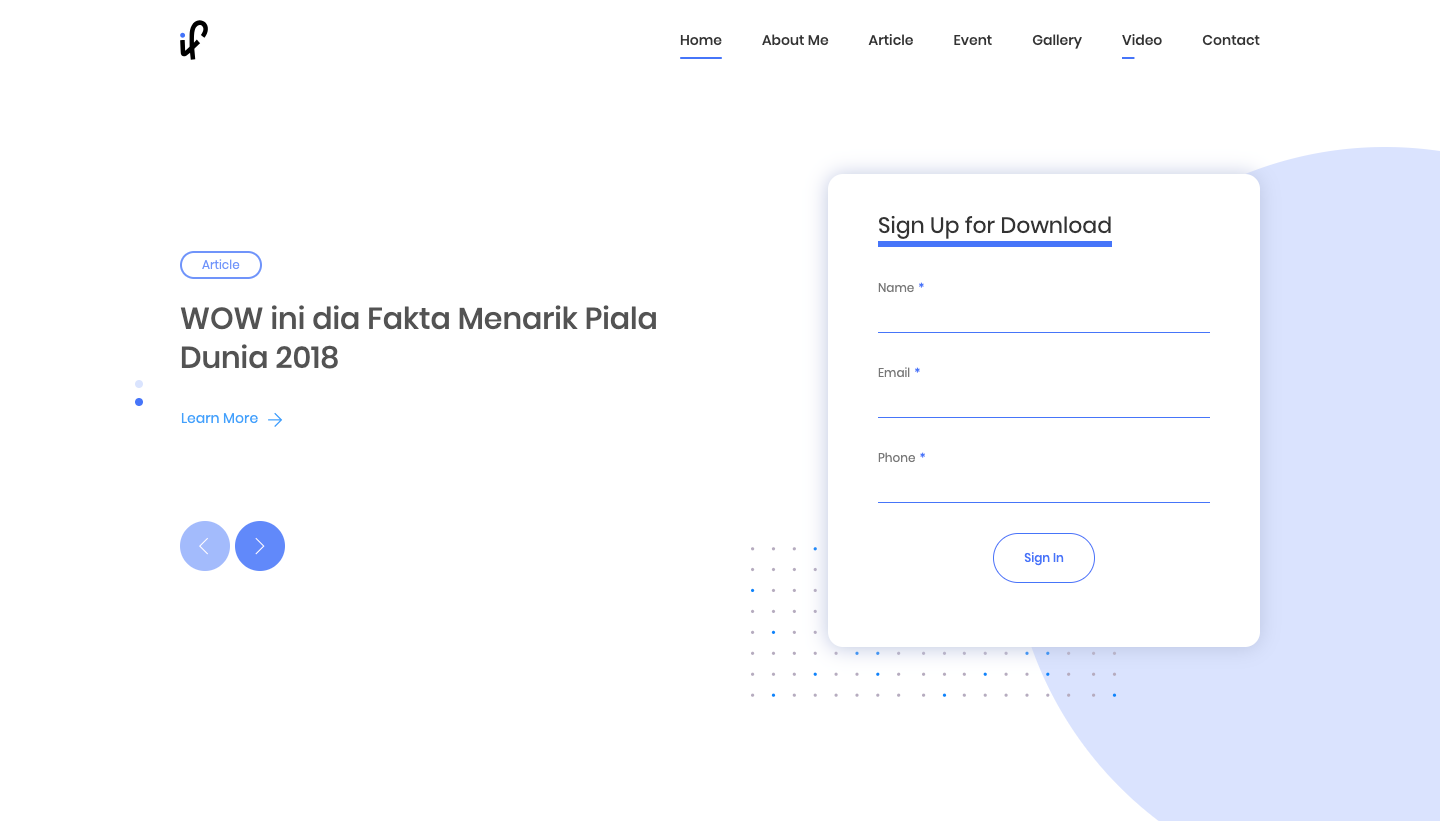 if
Home About Me Article Event Gallery Video Contact
Sign Up for Download
Article
Name *
WOW ini dia Fakta Menarik Piala
Dunia 2018
Email *
Learn More
Phone *
Sign In